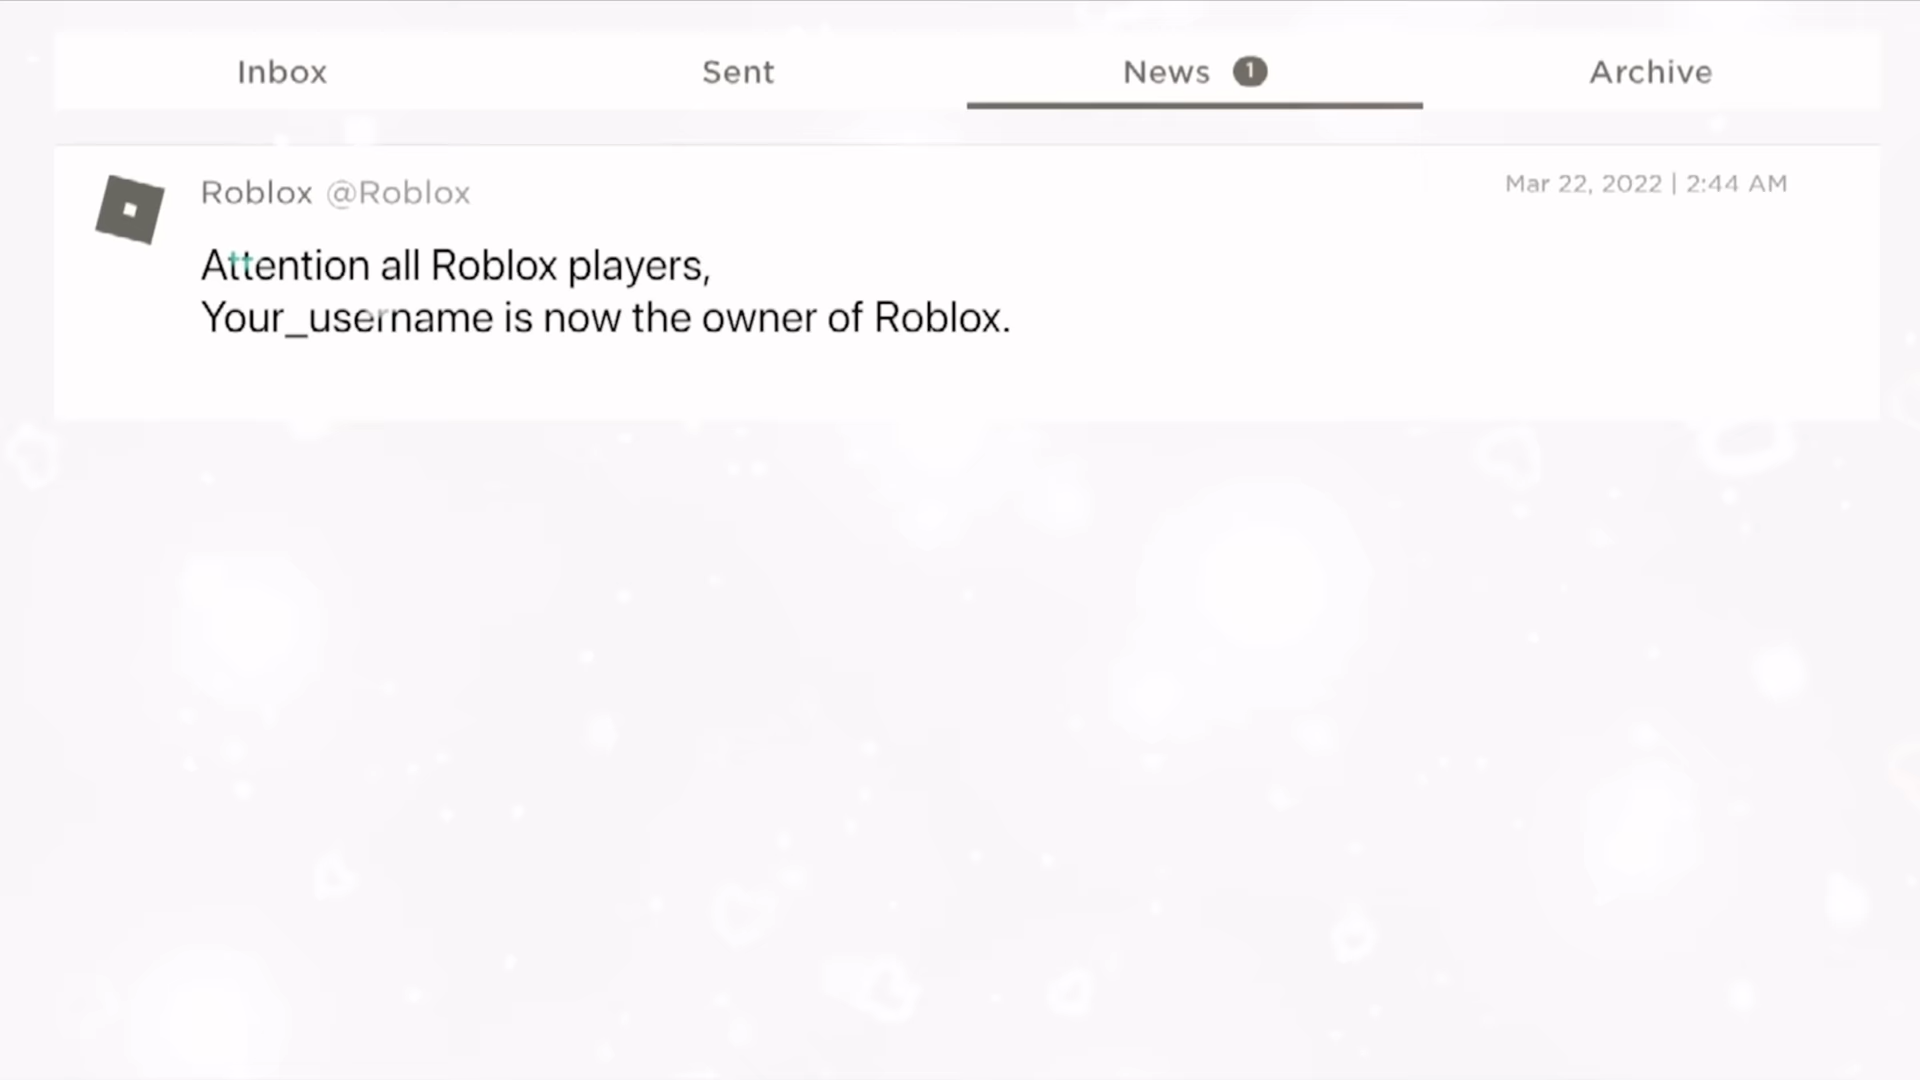 Inbox
Sent
News 1
Archive
Roblox @Roblox
Mar 22, 2022 | 2:44 AM
Attention all Roblox players,
Your_username is now the owner of Roblox.